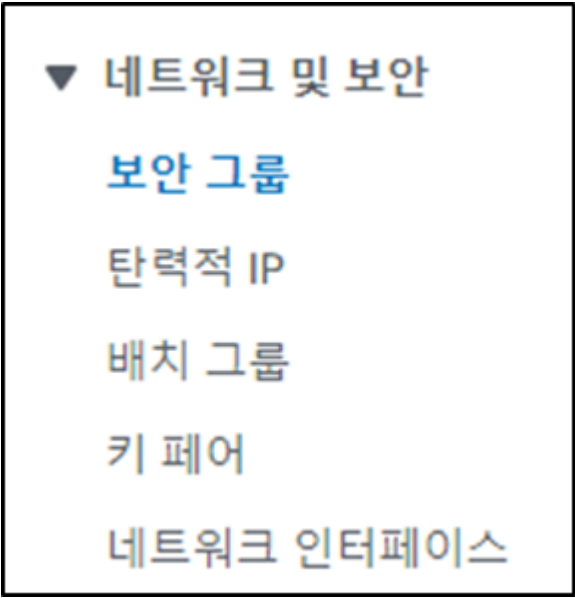 네트워크 및 보안
보안 그룹
탄력적 IP
배치 그룹
키 페어
네트워크 인터페이스